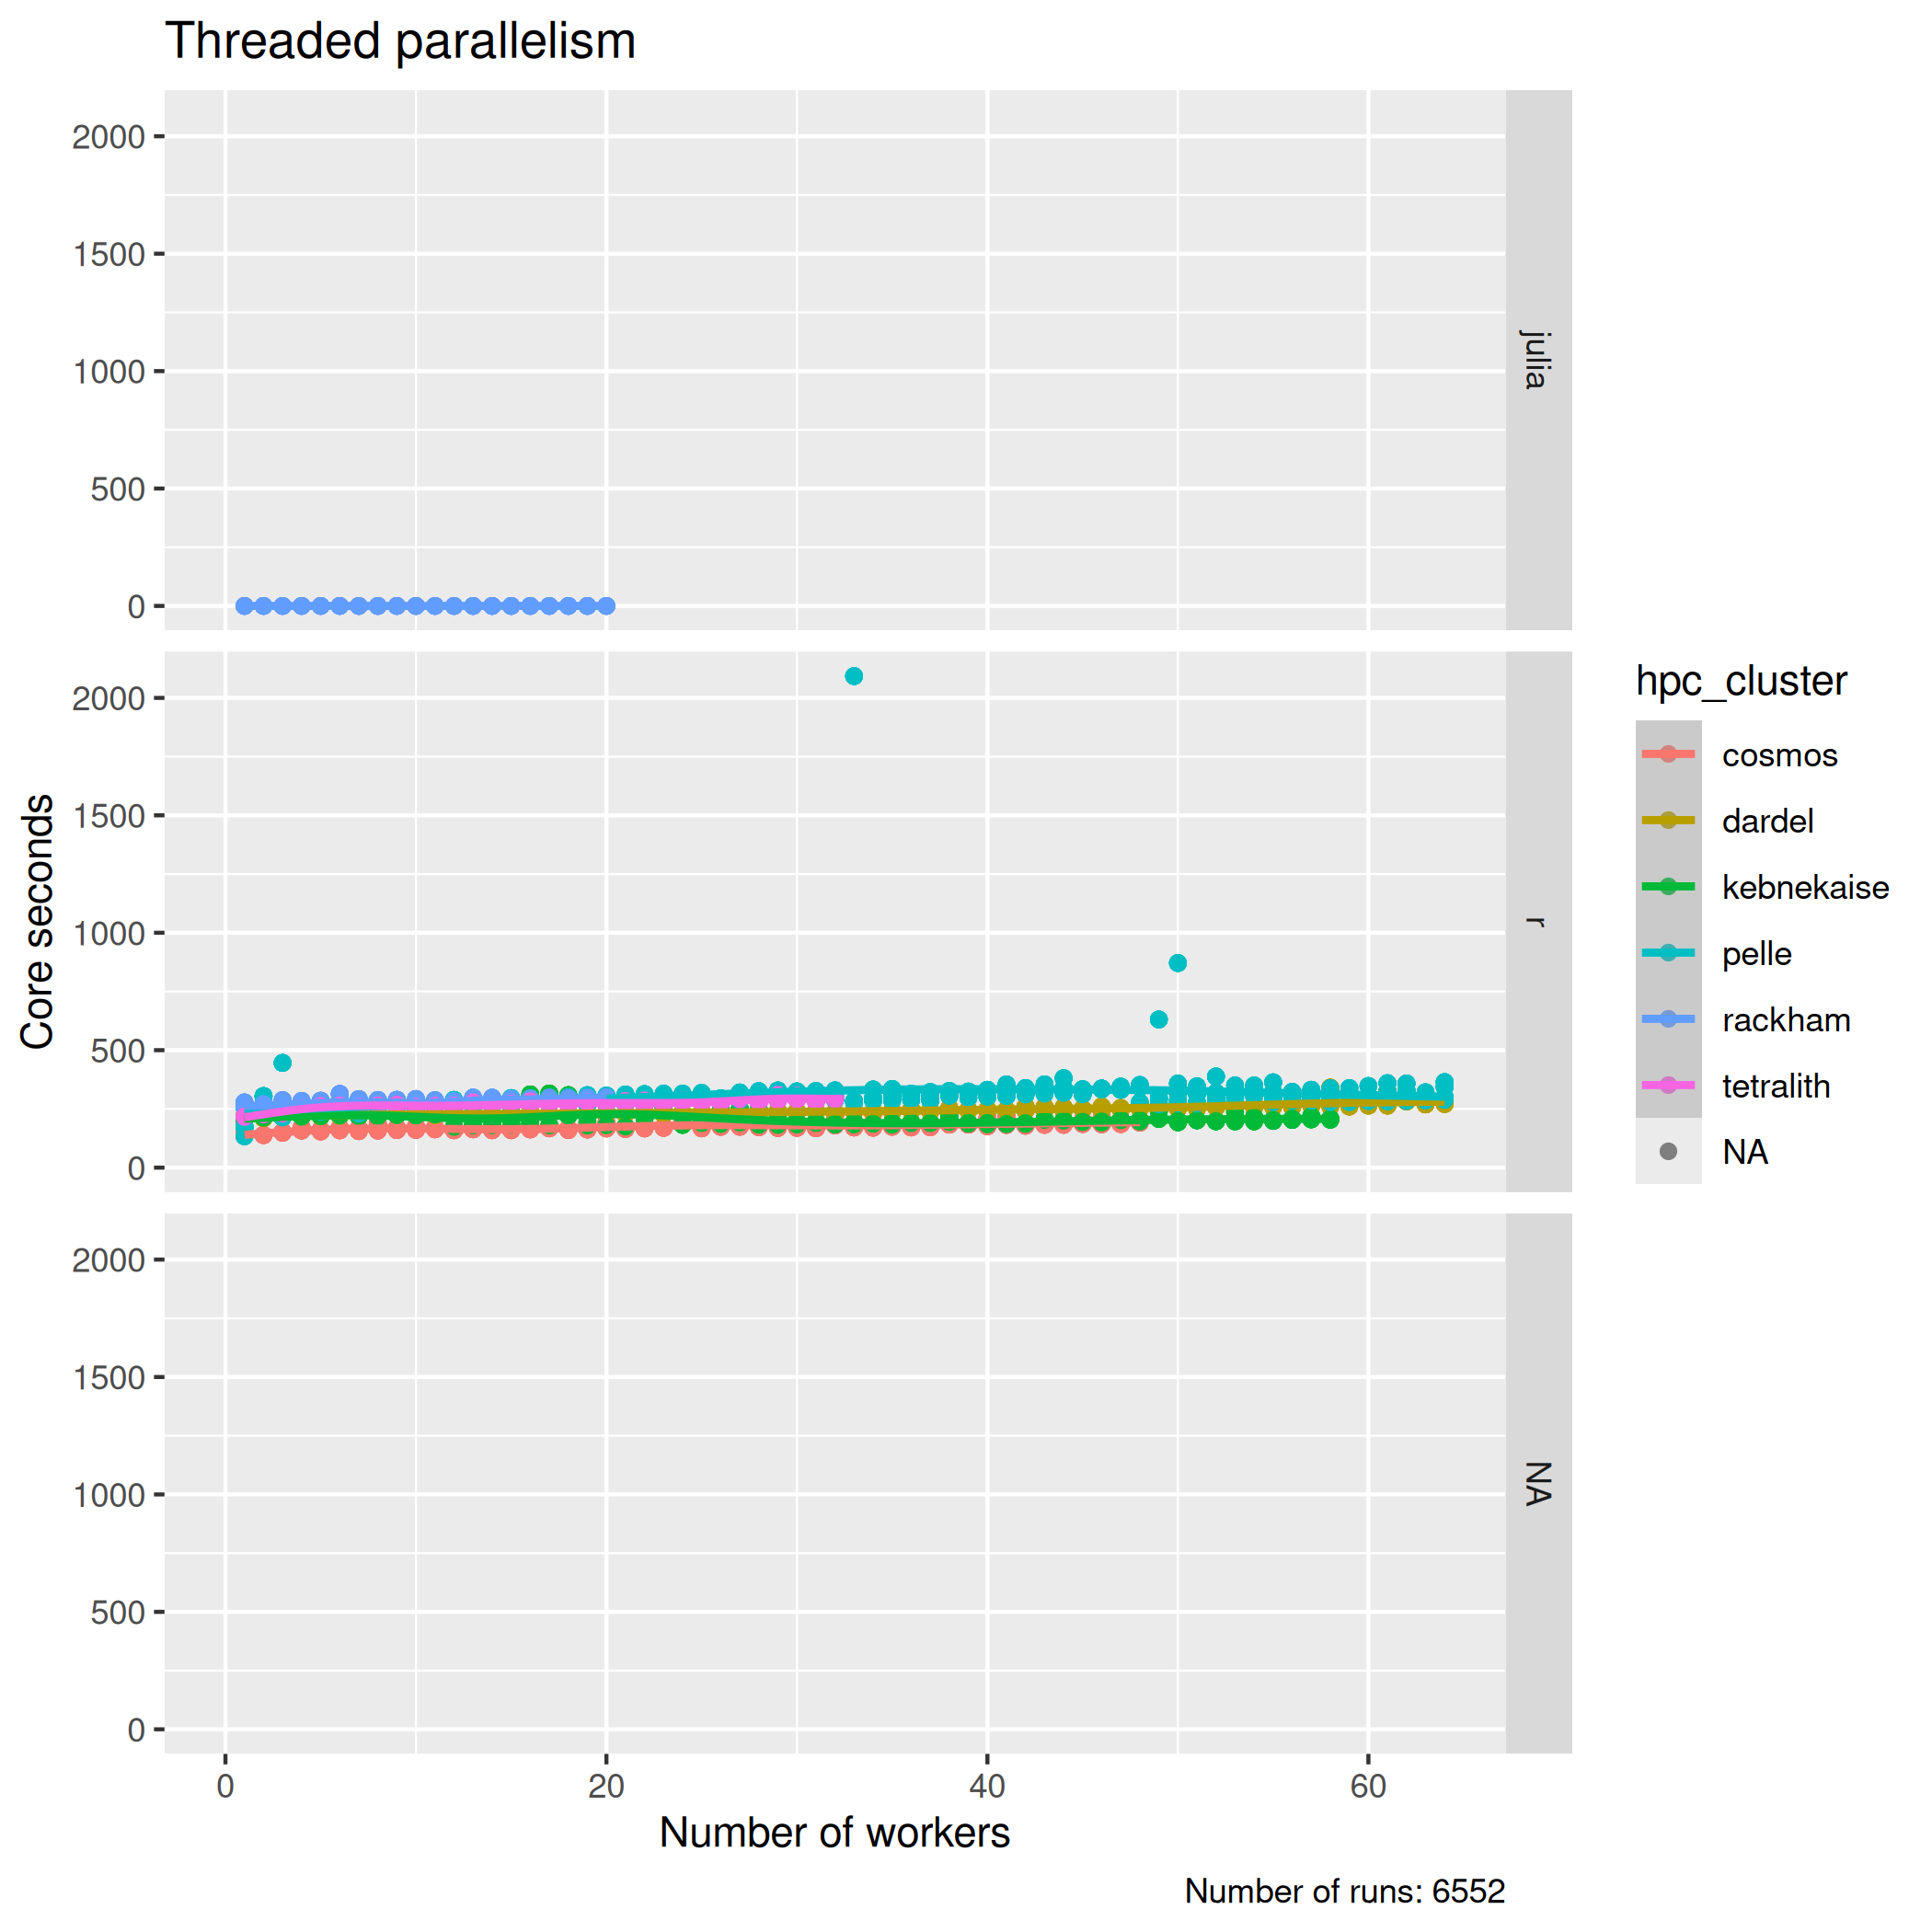 Threaded parallelism
2000
1500
1000
500
0
julia
2000
1500
1000
500
0
r
2000
1500
1000
500
0
NA
Core seconds
0 20 40 60
Number of workers
hpc_cluster
cosmos
dardel
kebnekaise
pelle
rackham
tetralith
NA
Number of runs: 6552